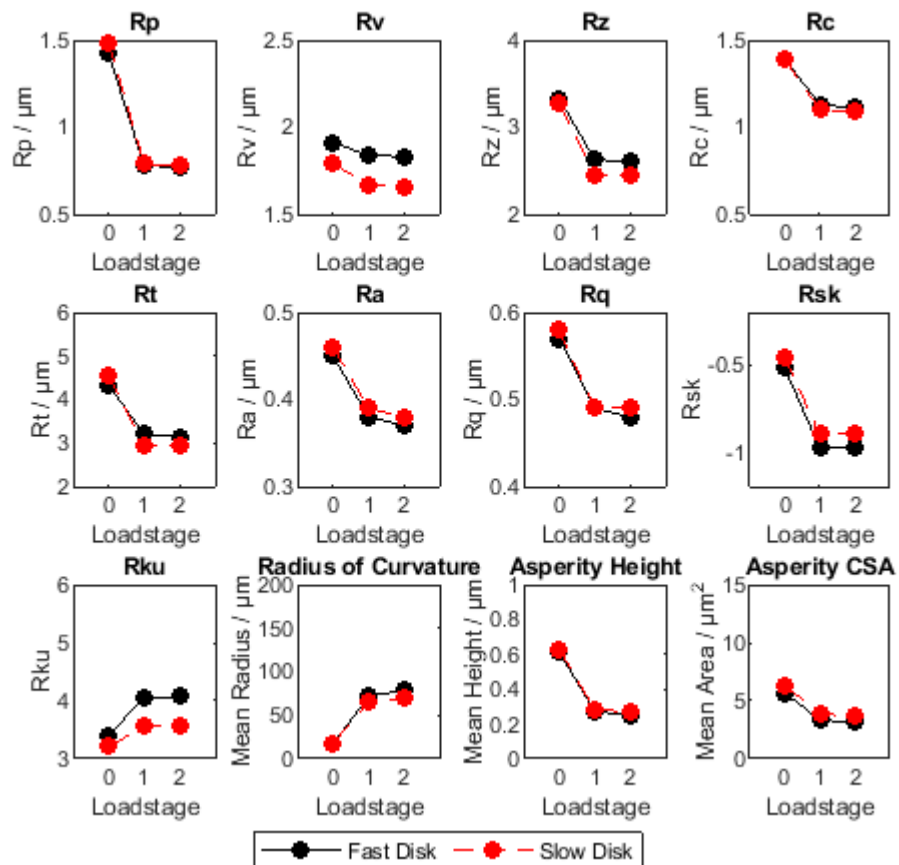 Rp
Rv
Rz
Rc
1.5
1
0.5
Rp / µm
0 1 2
Loadstage
2.5
2
1.5
Rv / µm
0 1 2
Loadstage
4
3
2
Rz / µm
0 1 2
Loadstage
1.5
1
0.5
Rc / µm
0 1 2
Loadstage
Rt
Ra
Rq
Rsk
6
5
4
3
2
Rt / µm
0 1 2
Loadstage
0.5
0.4
0.3
Ra / µm
0 1 2
Loadstage
0.6
0.5
0.4
Rq / µm
0 1 2
Loadstage
-0.5
-1
Rsk
0 1 2
Loadstage
Rku
Radius of Curvature
Asperity Height
Asperity CSA
6
5
4
3
Rku
0 1 2
Loadstage
200
150
100
50
0
Mean Radius / µm
0 1 2
Loadstage
1
0.8
0.6
0.4
0.2
0
Mean Height / µm
0 1 2
Loadstage
15
10
5
0
Mean Area / µm²
0 1 2
Loadstage
Fast Disk
Slow Disk